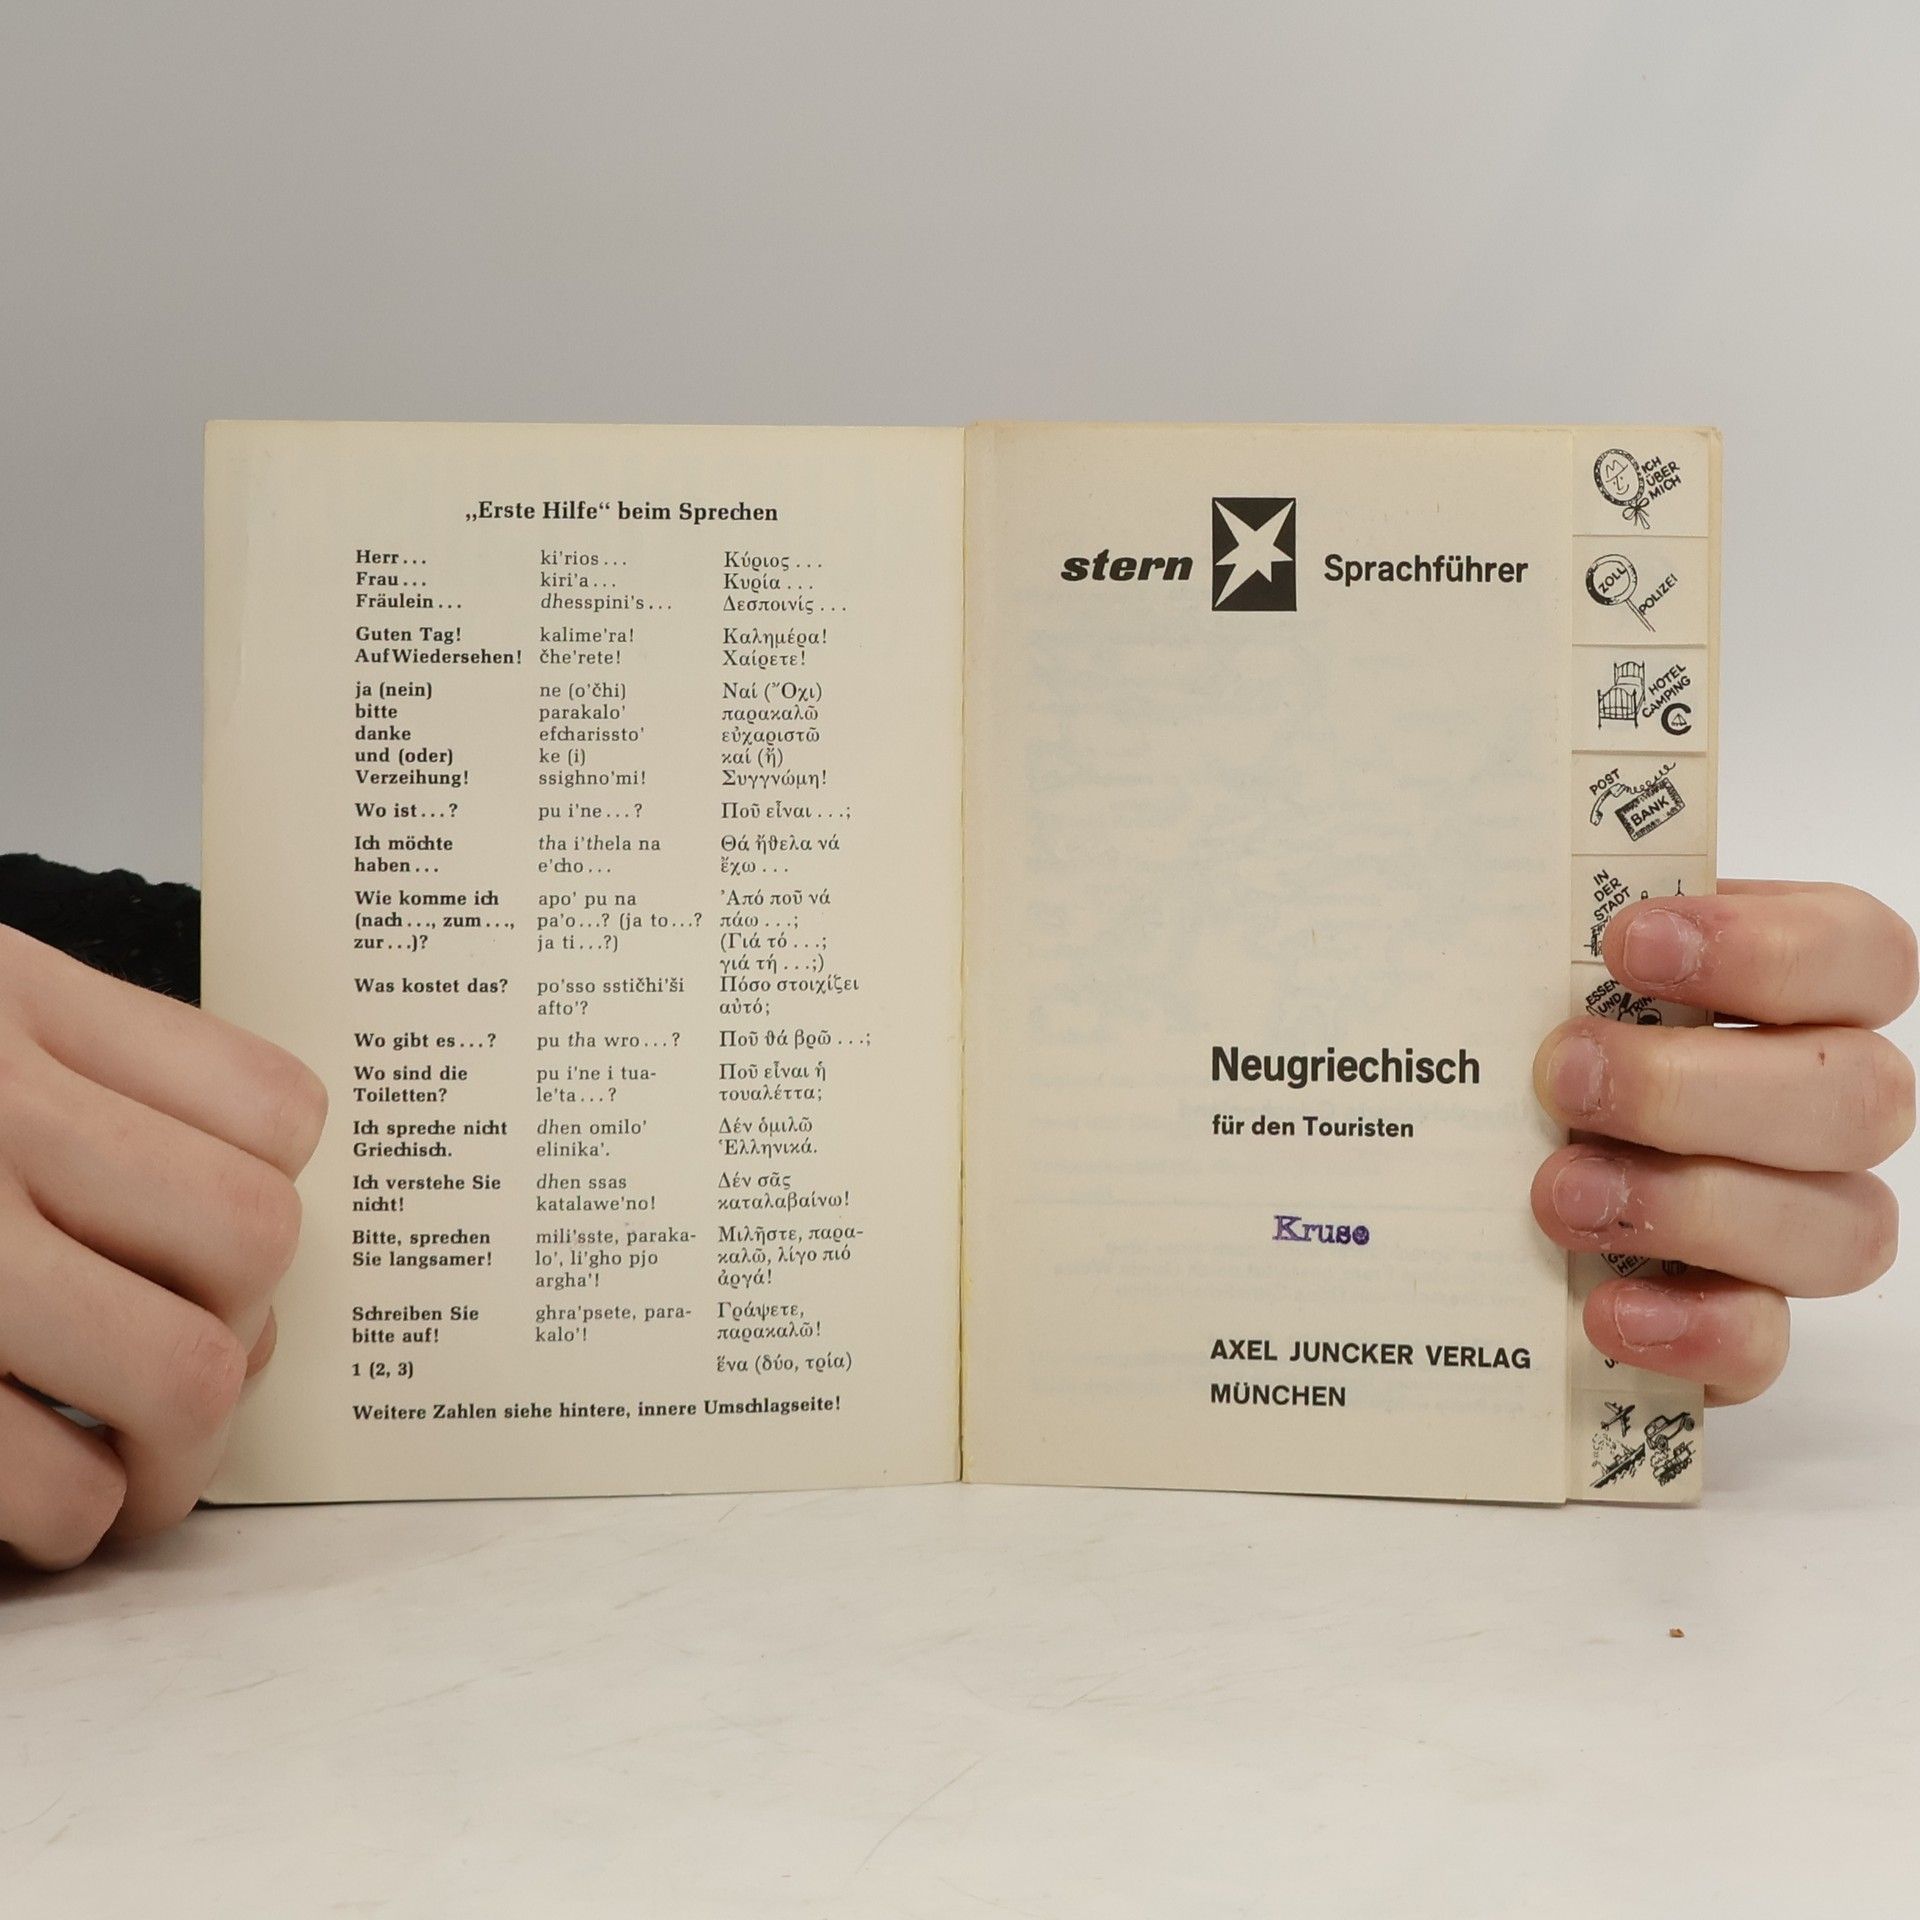 „Erste Hilfe“ beim Sprechen
Herr... ki'rios... Κύριος...
Frau... kiri'a... Κυρία...
Fräulein... dhesspini's... Δεσποινίς...
Guten Tag! kalime'ra! Καλημέρα!
Auf Wiedersehen! čhe'rete! Χαίρετε!
ja (nein) ne (o'čhi) Ναί (῎Οχι)
bitte parakalo' παρακαλῶ
danke efcharissto' εὐχαριστῶ
und (oder) ke (i) καί (ἤ)
Verzeihung! ssighno'mi! Συγγνώμη!
Wo ist...? pu i'ne...? Ποῦ εἶναι...;
Ich möchte tha i'thela na Θά ἤθελα νά
haben... e'cho... ἔχω...
Wie komme ich apo' pu na ᾿Από ποῦ νά
(nach..., zum..., pa'o...? (ja to...? πάω...;
zur...)? ja ti...?) (Γιά τό...;
γιά τή...;)
Was kostet das? po'sso sstičhi'ši Πόσο στοιχίζει
afto'? αὐτό;
Wo gibt es...? pu tha wro...? Ποῦ θά βρῶ...;
Wo sind die pu i'ne i tua- Ποῦ εἶναι ἡ
Toiletten? le'ta...? τουαλέττα;
Ich spreche nicht dhen omilo' Δέν ὁμιλῶ
Griechisch. elinika'. ῾Ελληνικά.
Ich verstehe Sie dhen ssas Δέν σᾶς
nicht! katalawe'no! καταλαβαίνω!
Bitte, sprechen mili'sste, paraka- Μιλῆστε, παρα-
Sie langsamer! lo', li'gho pjo καλῶ, λίγο πιό
argha'! ἀργά!
Schreiben Sie ghra'psete, para- Γράψετε,
bitte auf! kalo'! παρακαλῶ!
1 (2, 3) ἕνα (δύο, τρία)
Weitere Zahlen siehe hintere, innere Umschlagseite!
stern Sprachführer
Neugriechisch
für den Touristen
Kruse
AXEL JUNCKER VERLAG
MÜNCHEN
ICH
ÜBER
MICH
ZOLL
POLIZEI
HOTEL
CAMPING
POST
BANK
IN
DER
STADT
ESSEN
UND